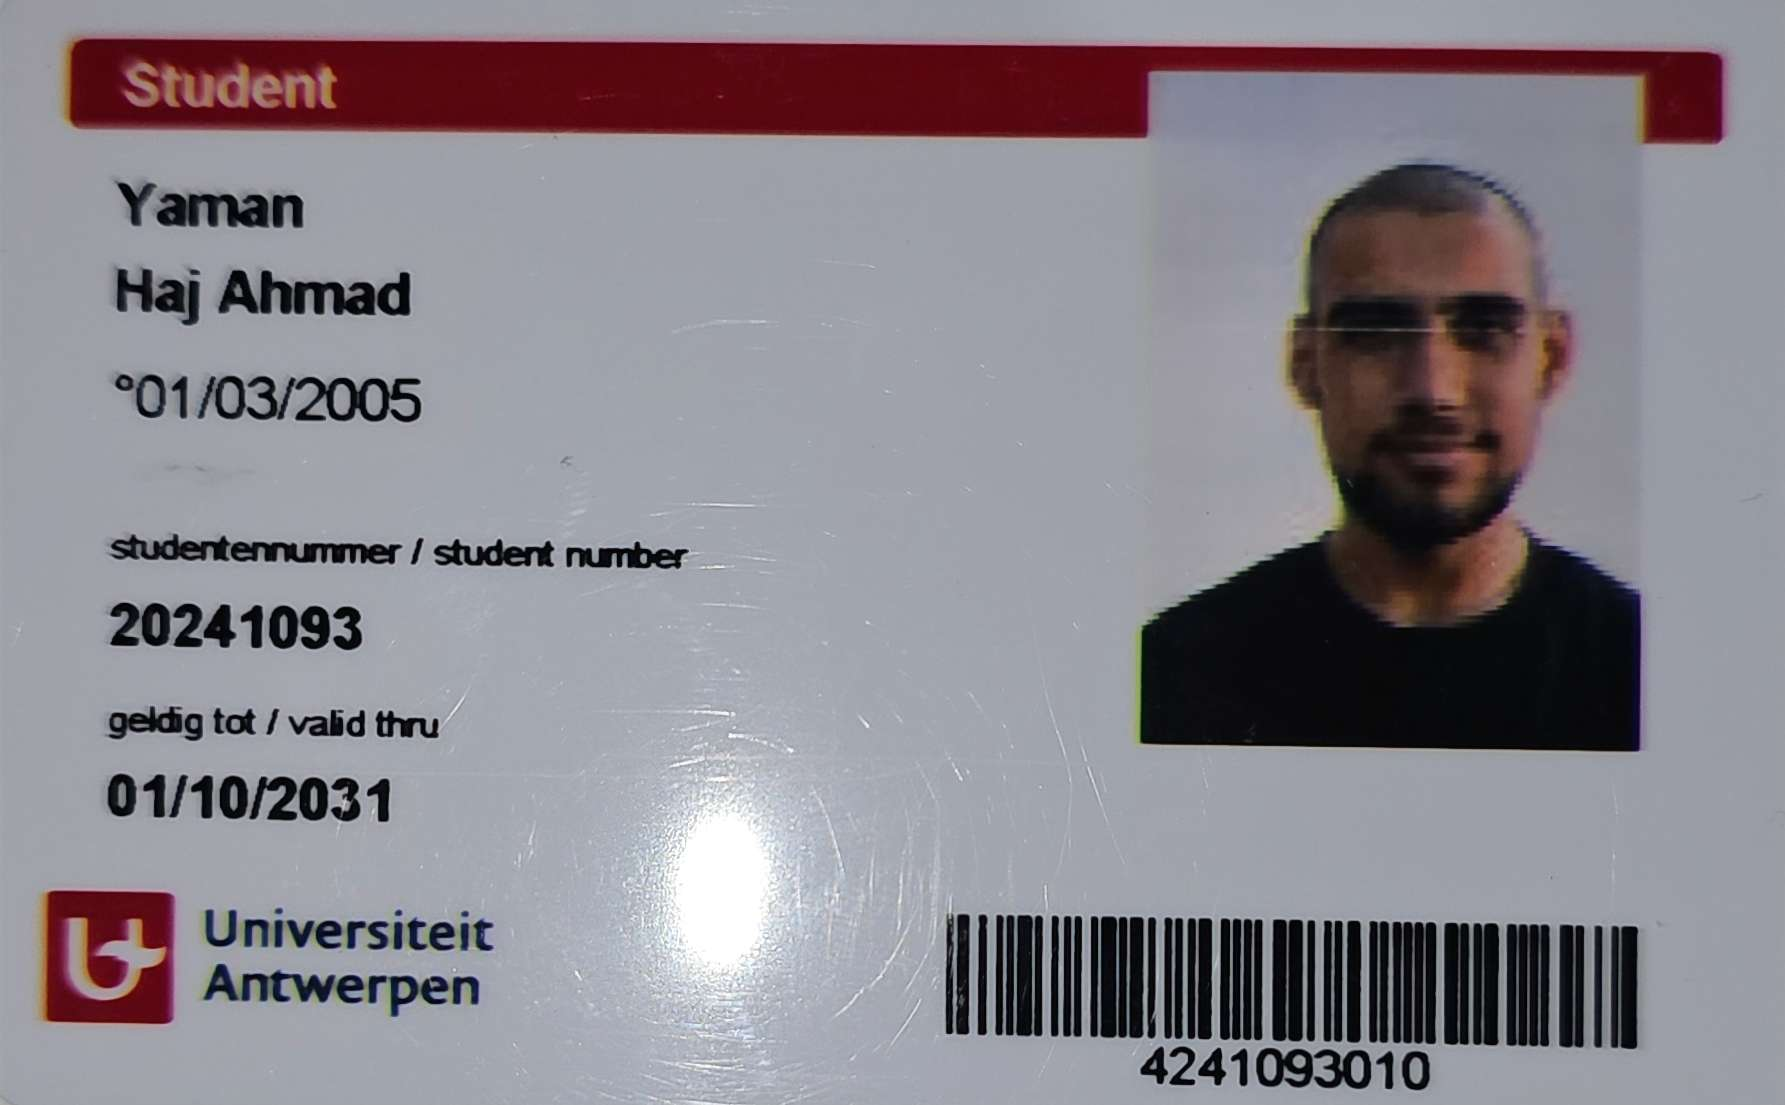 Student
Yaman
Haj Ahmad
°01/03/2005
studentennummer / student number
20241093
geldig tot / valid thru
01/10/2031
Universiteit
Antwerpen
4241093010